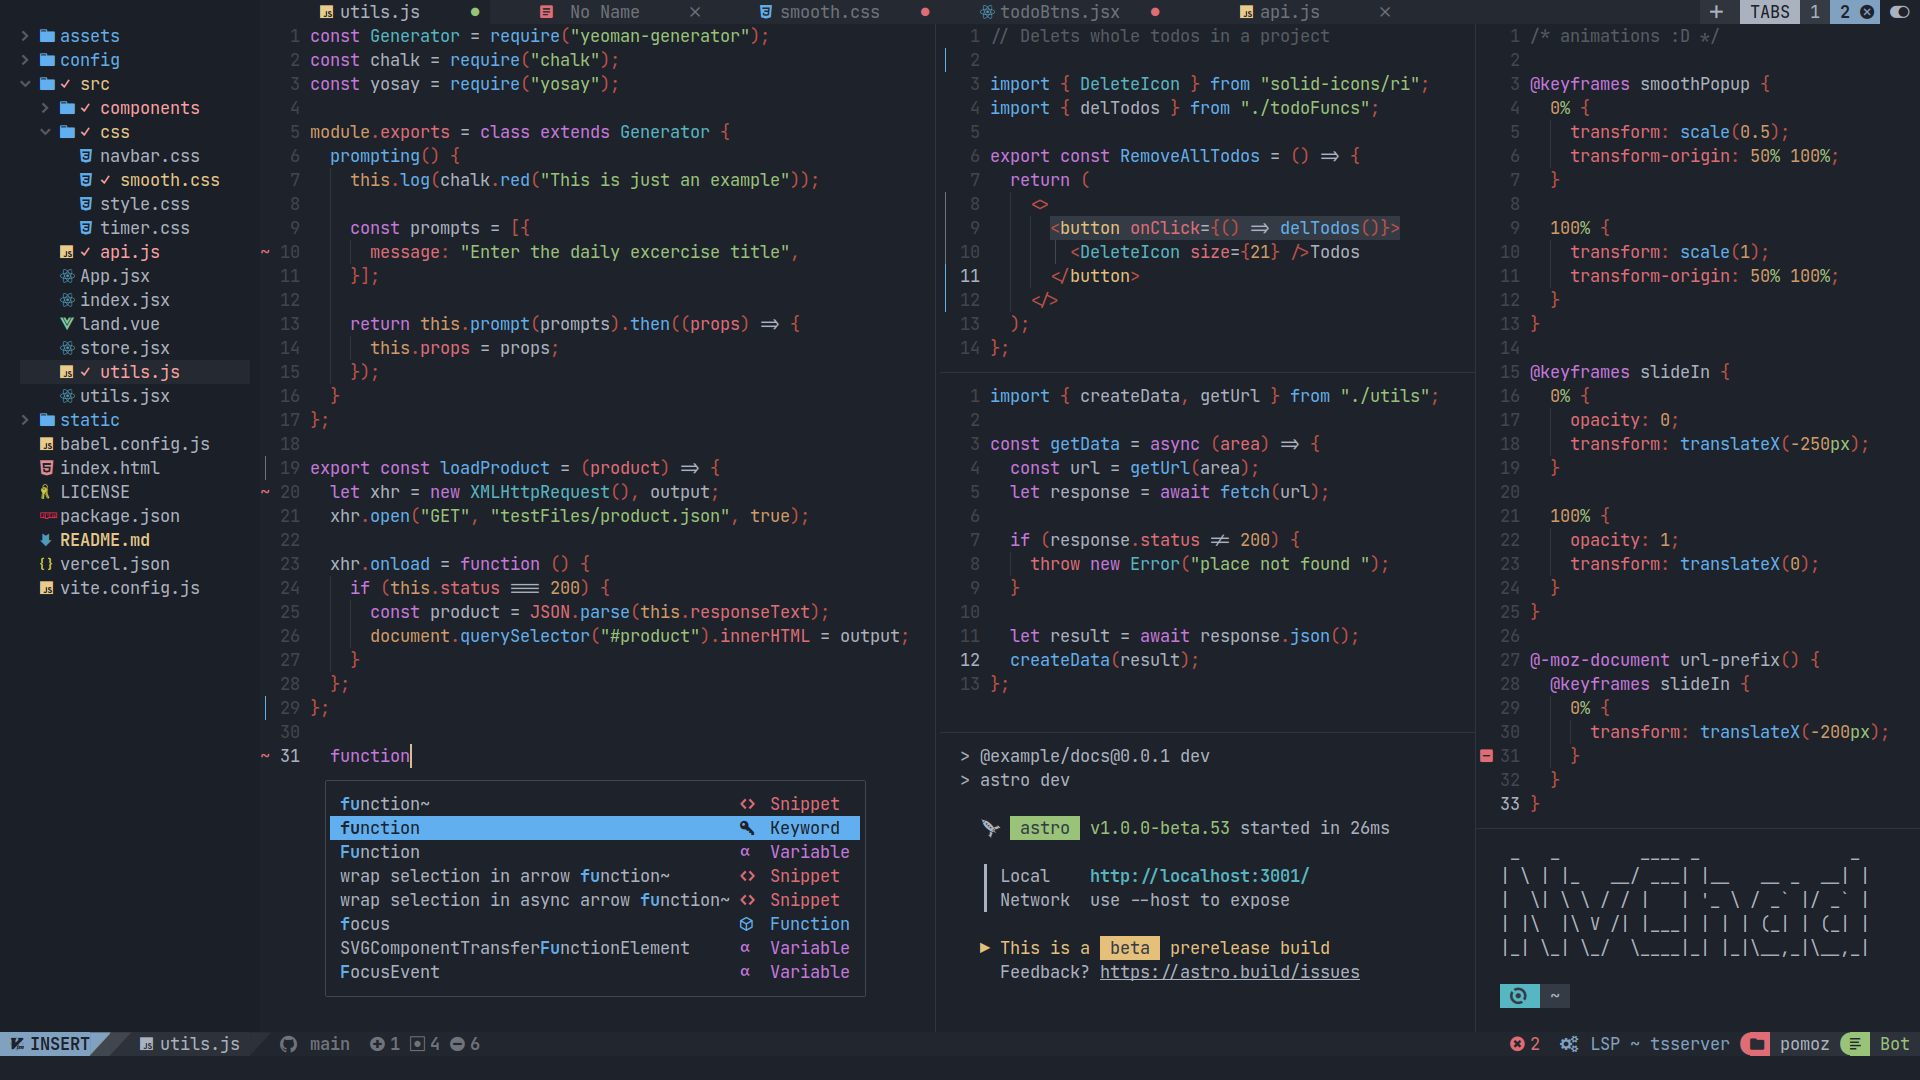 utils.js No Name smooth.css todoBtns.jsx api.js TABS 1 2
assets
config
src
components
css
navbar.css
smooth.css
style.css
timer.css
api.js
App.jsx
index.jsx
land.vue
store.jsx
utils.js
utils.jsx
static
babel.config.js
index.html
LICENSE
package.json
README.md
vercel.json
vite.config.js
1 const Generator = require("yeoman-generator");
2 const chalk = require("chalk");
3 const yosay = require("yosay");
4
5 module.exports = class extends Generator {
6 prompting() {
7 this.log(chalk.red("This is just an example"));
8
9 const prompts = [{
~ 10 message: "Enter the daily excercise title",
11 }];
12
13 return this.prompt(prompts).then((props) => {
14 this.props = props;
15 });
16 }
17 };
18
19 export const loadProduct = (product) => {
~ 20 let xhr = new XMLHttpRequest(), output;
21 xhr.open("GET", "testFiles/product.json", true);
22
23 xhr.onload = function () {
24 if (this.status === 200) {
25 const product = JSON.parse(this.responseText);
26 document.querySelector("#product").innerHTML = output;
27 }
28 };
29 };
30
~ 31 function
function~ <> Snippet
function Keyword
Function α Variable
wrap selection in arrow function~ <> Snippet
wrap selection in async arrow function~ <> Snippet
focus Function
SVGComponentTransferFunctionElement α Variable
FocusEvent α Variable
1 // Delets whole todos in a project
2
3 import { DeleteIcon } from "solid-icons/ri";
4 import { delTodos } from "./todoFuncs";
5
6 export const RemoveAllTodos = () => {
7 return (
8 <>
9 <button onClick={() => delTodos()}>
10 <DeleteIcon size={21} />Todos
11 </button>
12 </>
13 );
14 };
1 import { createData, getUrl } from "./utils";
2
3 const getData = async (area) => {
4 const url = getUrl(area);
5 let response = await fetch(url);
6
7 if (response.status != 200) {
8 throw new Error("place not found ");
9 }
10
11 let result = await response.json();
12 createData(result);
13 };
> @example/docs@0.0.1 dev
> astro dev
astro v1.0.0-beta.53 started in 26ms
Local http://localhost:3001/
Network use --host to expose
This is a beta prerelease build
Feedback? https://astro.build/issues
1 /* animations :D */
2
3 @keyframes smoothPopup {
4 0% {
5 transform: scale(0.5);
6 transform-origin: 50% 100%;
7 }
8
9 100% {
10 transform: scale(1);
11 transform-origin: 50% 100%;
12 }
13 }
14
15 @keyframes slideIn {
16 0% {
17 opacity: 0;
18 transform: translateX(-250px);
19 }
20
21 100% {
22 opacity: 1;
23 transform: translateX(0);
24 }
25 }
26
27 @-moz-document url-prefix() {
28 @keyframes slideIn {
29 0% {
30 transform: translateX(-200px);
31 }
32 }
33 }
NvChad
~
INSERT utils.js main 1 4 6 2 LSP ~ tsserver pomoz Bot